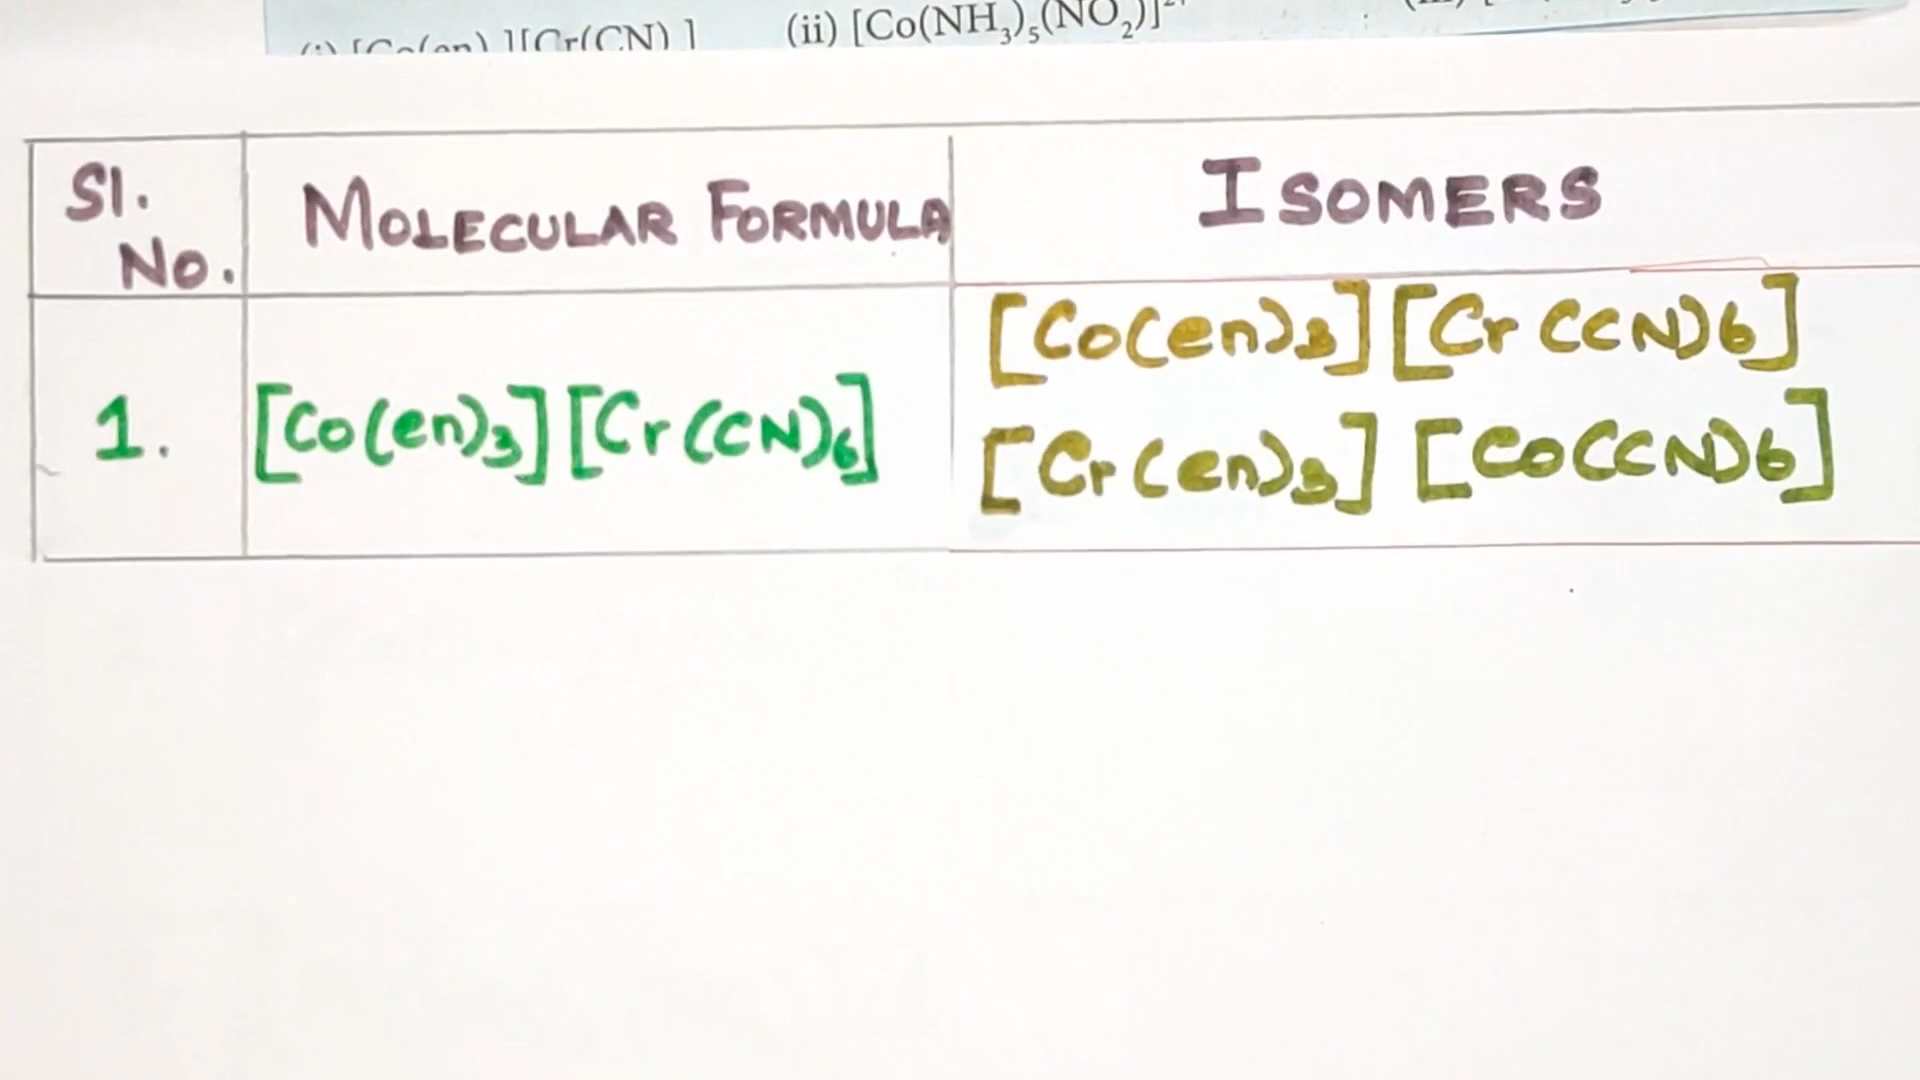 (ii) [Co(NH₃)₅(NO₂)]²⁺
Sl. No.
MOLECULAR FORMULA
ISOMERS
1.
[Co(en)₃][Cr(CN)₆]
[Co(en)₃][Cr(CN)₆]
[Cr(en)₃][Co(CN)₆]